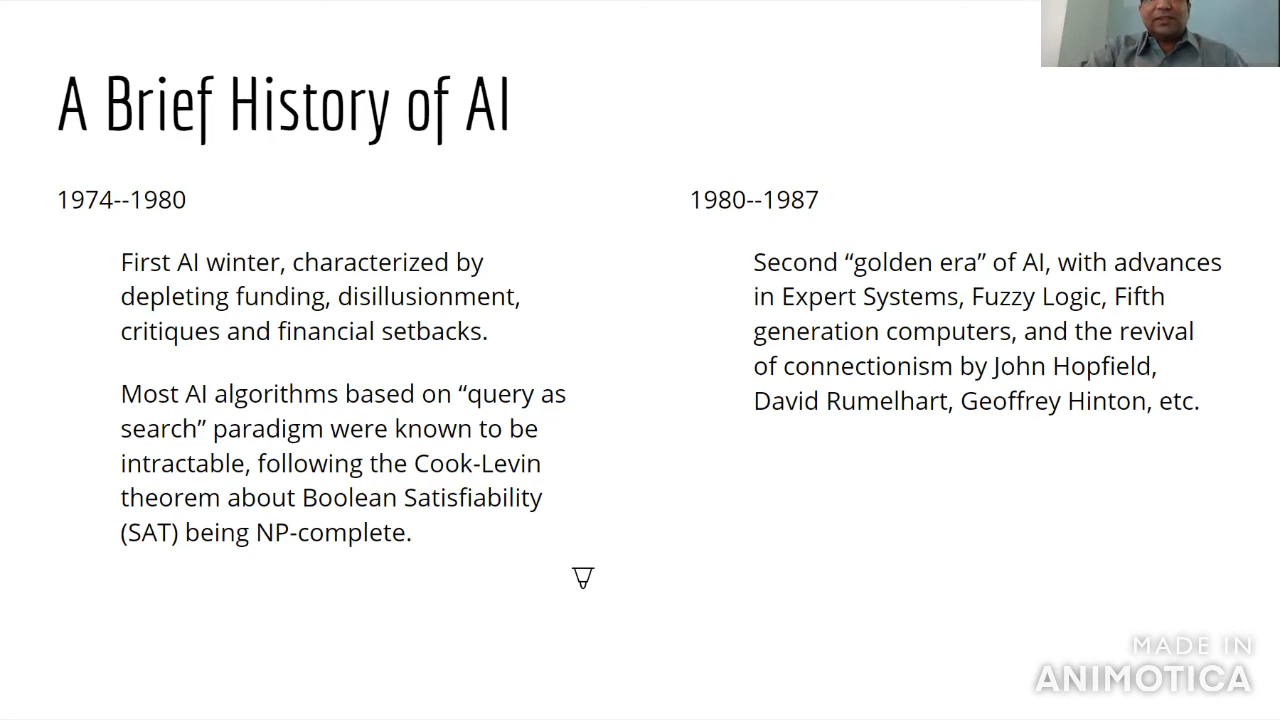 A Brief History of AI
1974--1980
First AI winter, characterized by
depleting funding, disillusionment,
critiques and financial setbacks.
Most AI algorithms based on “query as
search” paradigm were known to be
intractable, following the Cook-Levin
theorem about Boolean Satisfiability
(SAT) being NP-complete.
1980--1987
Second “golden era” of AI, with advances
in Expert Systems, Fuzzy Logic, Fifth
generation computers, and the revival
of connectionism by John Hopfield,
David Rumelhart, Geoffrey Hinton, etc.
MADE IN
ANIMOTICA